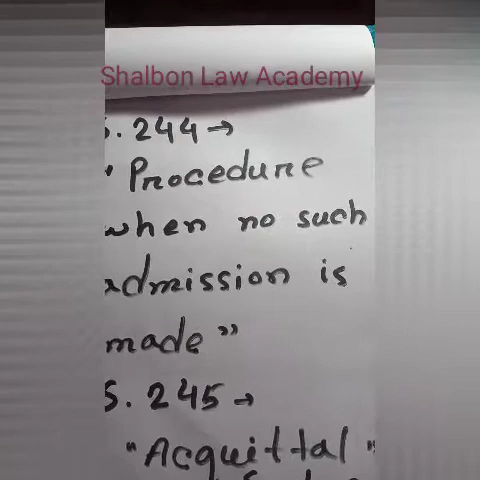 Shalbon Law Academy
S. 244 →
" Procedure
when no such
admission is
made"
S. 245 →
"Acquittal"